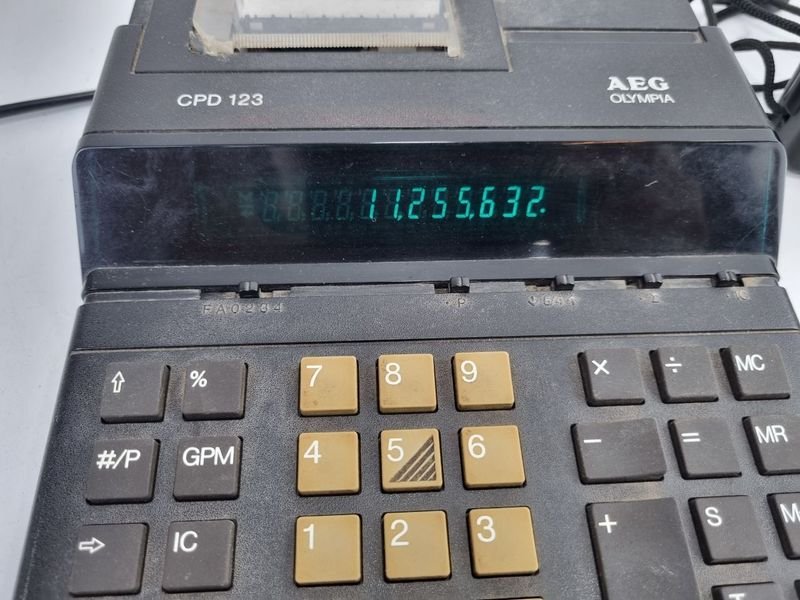 CPD 123
AEG
OLYMPIA
11,255,632.
% 7 8 9 × ÷ MC
#/P GPM 4 5 6 − = MR
IC 1 2 3 + S